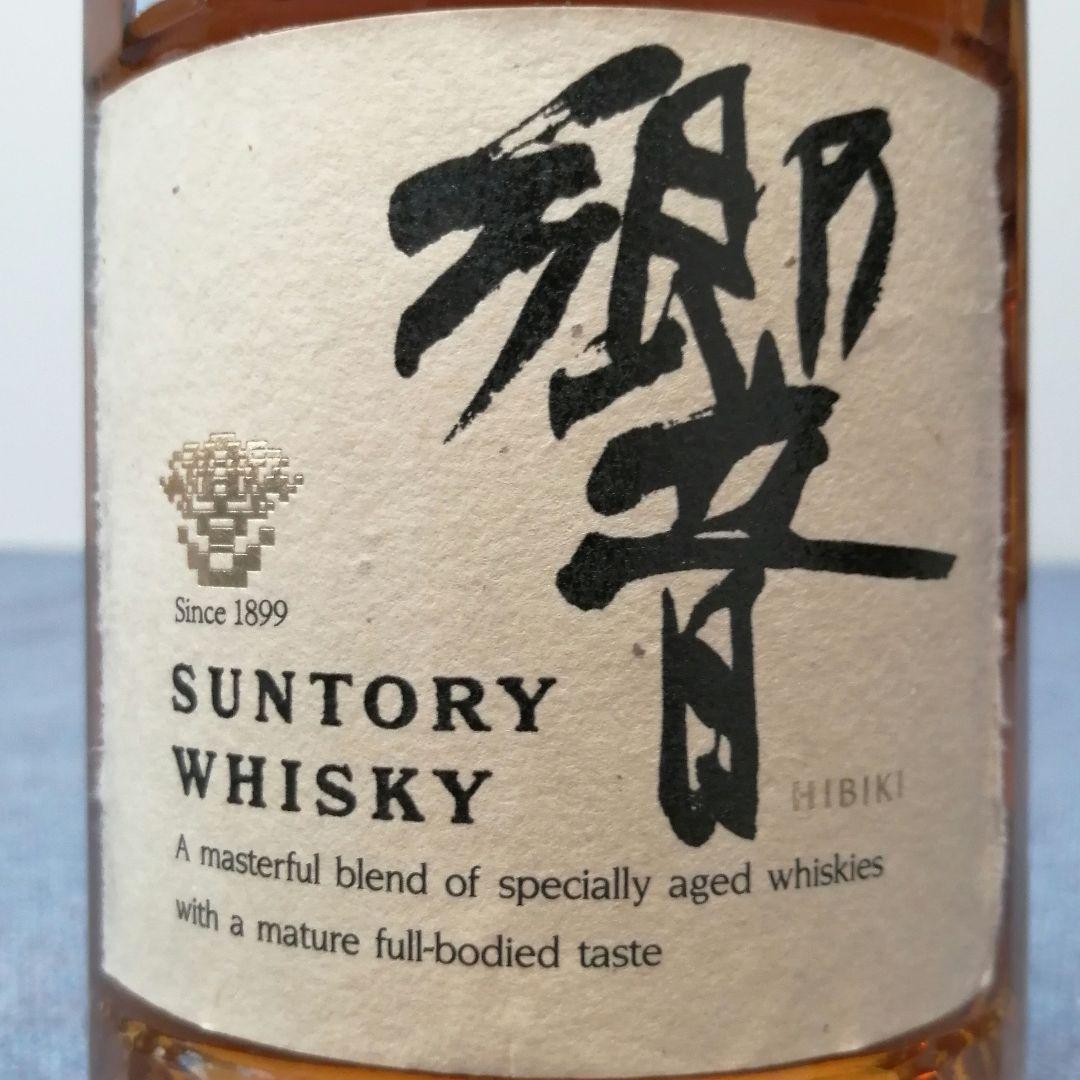 響
HIBIKI
Since 1899
SUNTORY
WHISKY
A masterful blend of specially aged whiskies
with a mature full-bodied taste